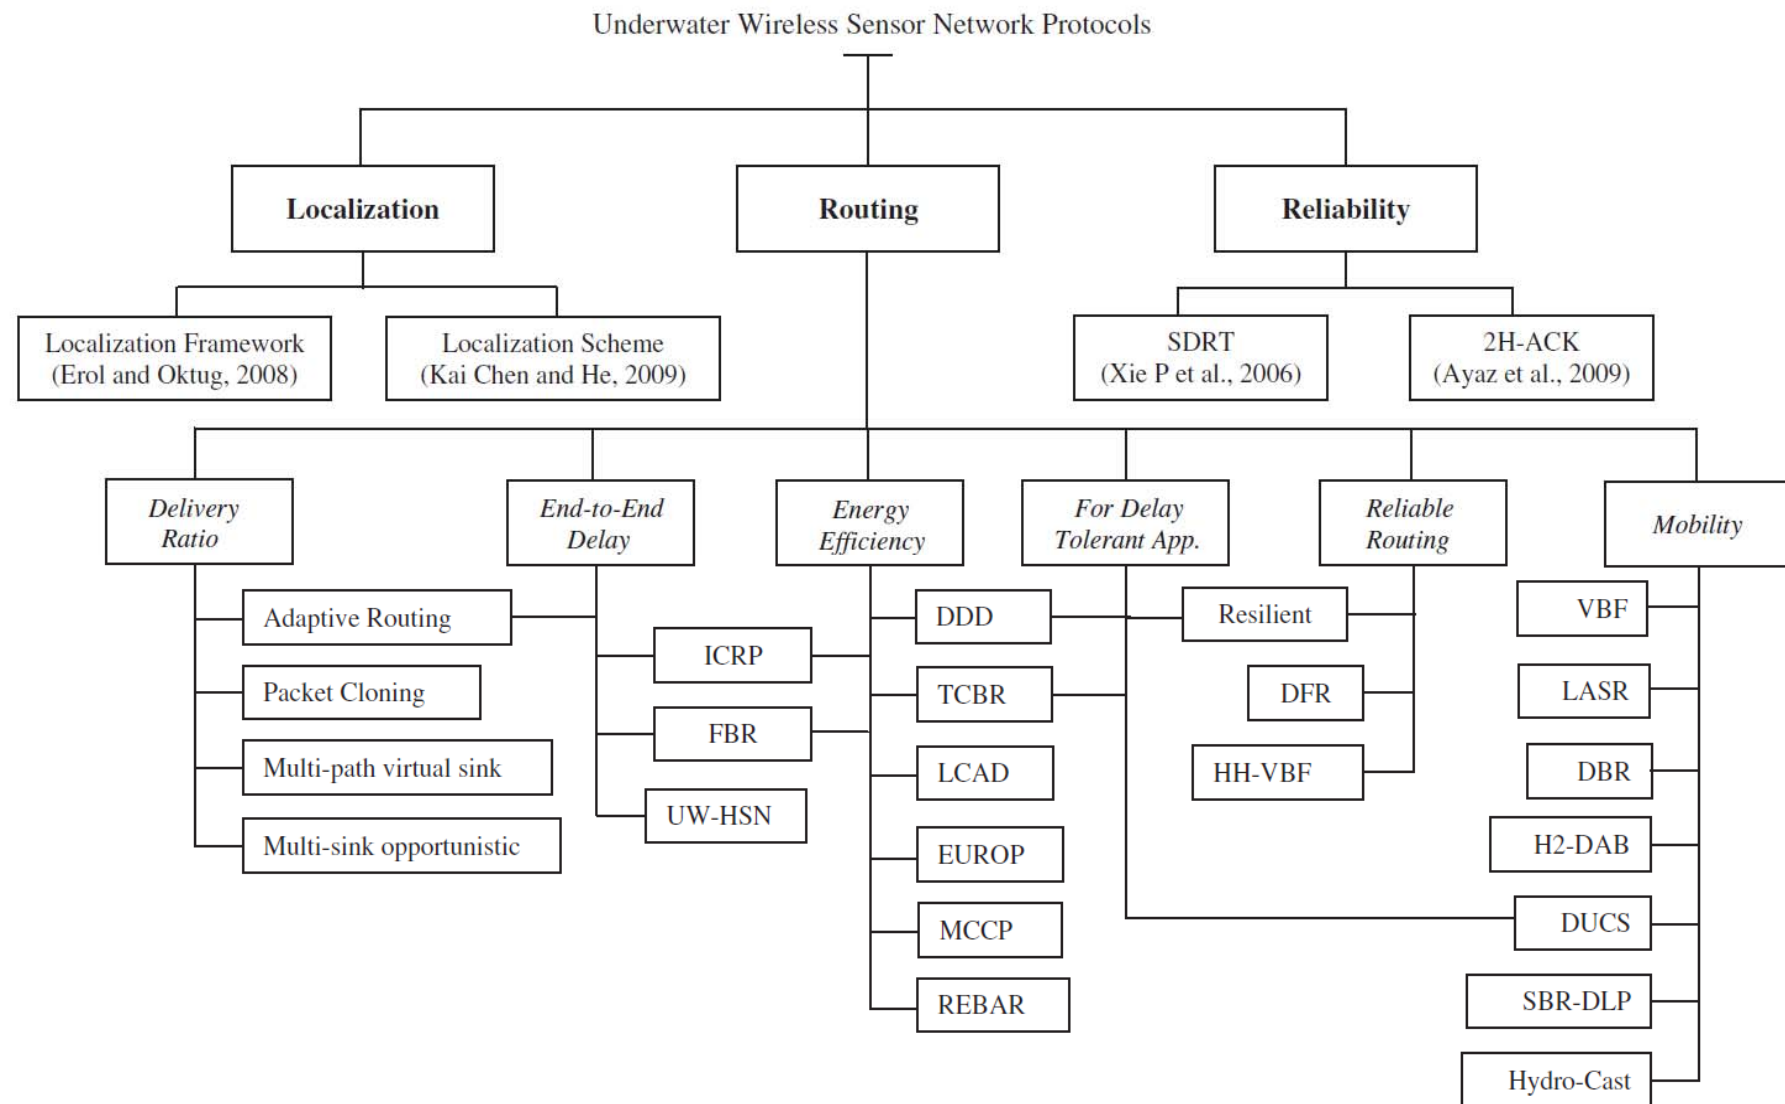 Underwater Wireless Sensor Network Protocols
Localization
Routing
Reliability
Localization Framework
(Erol and Oktug, 2008)
Localization Scheme
(Kai Chen and He, 2009)
SDRT
(Xie P et al., 2006)
2H-ACK
(Ayaz et al., 2009)
Delivery
Ratio
End-to-End
Delay
Energy
Efficiency
For Delay
Tolerant App.
Reliable
Routing
Mobility
Adaptive Routing
Packet Cloning
Multi-path virtual sink
Multi-sink opportunistic
ICRP
FBR
UW-HSN
DDD
TCBR
LCAD
EUROP
MCCP
REBAR
Resilient
DFR
HH-VBF
VBF
LASR
DBR
H2-DAB
DUCS
SBR-DLP
Hydro-Cast